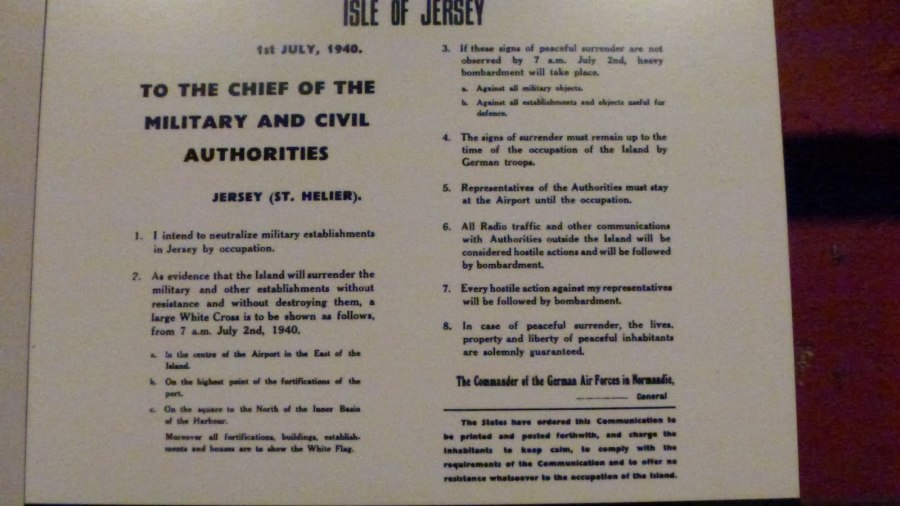 ISLE OF JERSEY
1st JULY, 1940.
TO THE CHIEF OF THE
MILITARY AND CIVIL
AUTHORITIES
JERSEY (ST. HELIER).
1. I intend to neutralize military establishments
in Jersey by occupation.
2. As evidence that the Island will surrender the
military and other establishments without
resistance and without destroying them, a
large White Cross is to be shown as follows,
from 7 a.m. July 2nd, 1940.
a. In the centre of the Airport in the East of the
Island.
b. On the highest point of the fortifications of the
port.
c. On the square to the North of the Inner Basin
of the Harbour.
Moreover all fortifications, buildings, establish-
ments and houses are to show the White Flag.
3. If these signs of peaceful surrender are not
observed by 7 a.m. July 2nd, heavy
bombardment will take place.
a. Against all military objects.
b. Against all establishments and objects useful for
defence.
4. The signs of surrender must remain up to the
time of the occupation of the Island by
German troops.
5. Representatives of the Authorities must stay
at the Airport until the occupation.
6. All Radio traffic and other communications
with Authorities outside the Island will be
considered hostile actions and will be followed
by bombardment.
7. Every hostile action against my representatives
will be followed by bombardment.
8. In case of peaceful surrender, the lives,
property and liberty of peaceful inhabitants
are solemnly guaranteed.
The Commander of the German Air Forces in Normandie,
General
The States have ordered this Communication to
be printed and posted forthwith, and charge the
Inhabitants to keep calm, to comply with the
requirements of the Communication and to offer no
resistance whatsoever to the occupation of the Island.